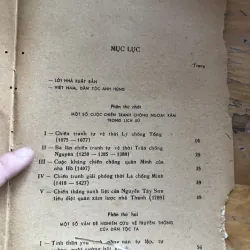 MỤC LỤC
Trang
— LỜI NHÀ XUẤT BẢN
— VIỆT NAM, DÂN TỘC ANH HÙNG
Phần thứ nhất
MỘT SỐ CUỘC CHIẾN TRANH CHỐNG NGOẠI XÂM
TRONG LỊCH SỬ
I — Chiến tranh tự vệ thời Lý chống Tống
(1075 — 1077)
II — Ba lần chiến tranh tự vệ thời Trần chống
Nguyên (1258 — 1285 — 1288)
III — Cuộc kháng chiến chống quân Minh của
nhà Hồ (1407)
IV — Chiến tranh giải phóng thời Lê chống Minh
(1418 — 1427)
V — Chiến thắng oanh liệt của Nguyễn Tây Sơn
tiêu diệt quân xâm lược nhà Thanh (1789)
Phần thứ hai
MỘT SỐ VẤN ĐỀ NGHIÊN CỨU VỀ TRUYỀN THỐNG
CỦA DÂN TỘC TA
I — Tinh thần